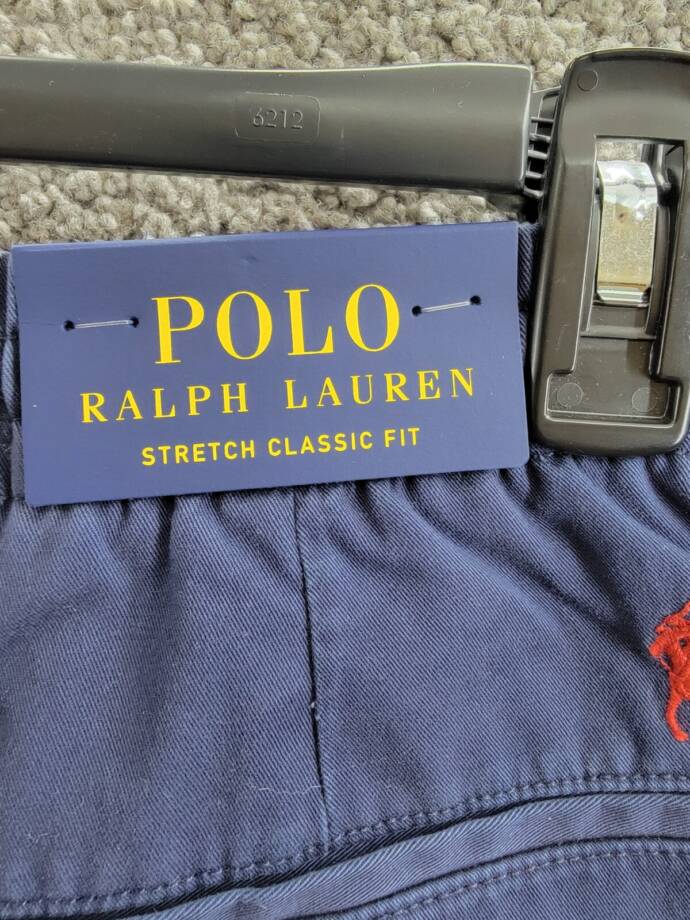 6212
POLO
RALPH LAUREN
STRETCH CLASSIC FIT